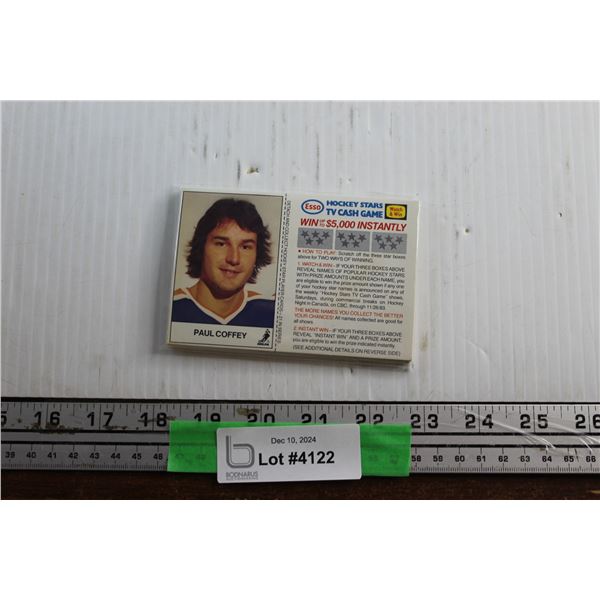 Esso
HOCKEY STARS
TV CASH GAME
Watch & Win
WIN UP TO $5,000 INSTANTLY
● HOW TO PLAY: Scratch off the three star boxes
above for TWO WAYS OF WINNING.
1. WATCH & WIN - IF YOUR THREE BOXES ABOVE
REVEAL NAMES OF POPULAR HOCKEY STARS
WITH PRIZE AMOUNTS UNDER EACH NAME, you
are eligible to win the prize amount shown if any one
of your hockey star names is announced on any of
the weekly "Hockey Stars TV Cash Game" shows,
Saturdays, during commercial breaks on Hockey
Night in Canada, on CBC, through 11/26/83.
THE MORE NAMES YOU COLLECT THE BETTER
YOUR CHANCES! All names collected are good for
all shows
2. INSTANT WIN - IF YOUR THREE BOXES ABOVE
REVEAL "INSTANT WIN" AND A PRIZE AMOUNT,
you are eligible to win the prize indicated instantly.
(SEE ADDITIONAL DETAILS ON REVERSE SIDE)
PAUL COFFEY
16 17 18 19 20 21 22 23 24 25 26
Dec 10, 2024
b
BODNARUS
Lot #4122
39 40 41 42 43 44 45 46
60 61 62 63 64 65 66 67 68